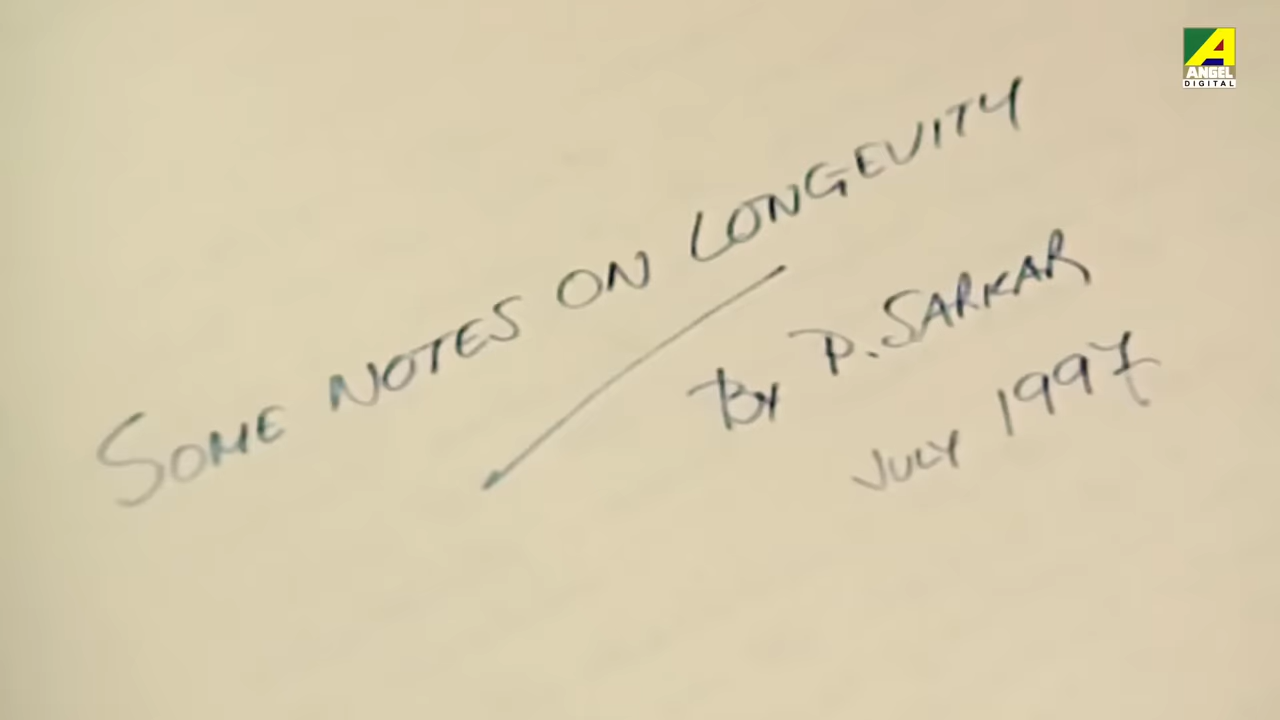 SOME NOTES ON LONGEVITY
BY P. SARKAR
JULY 1997
A
ANGEL
DIGITAL